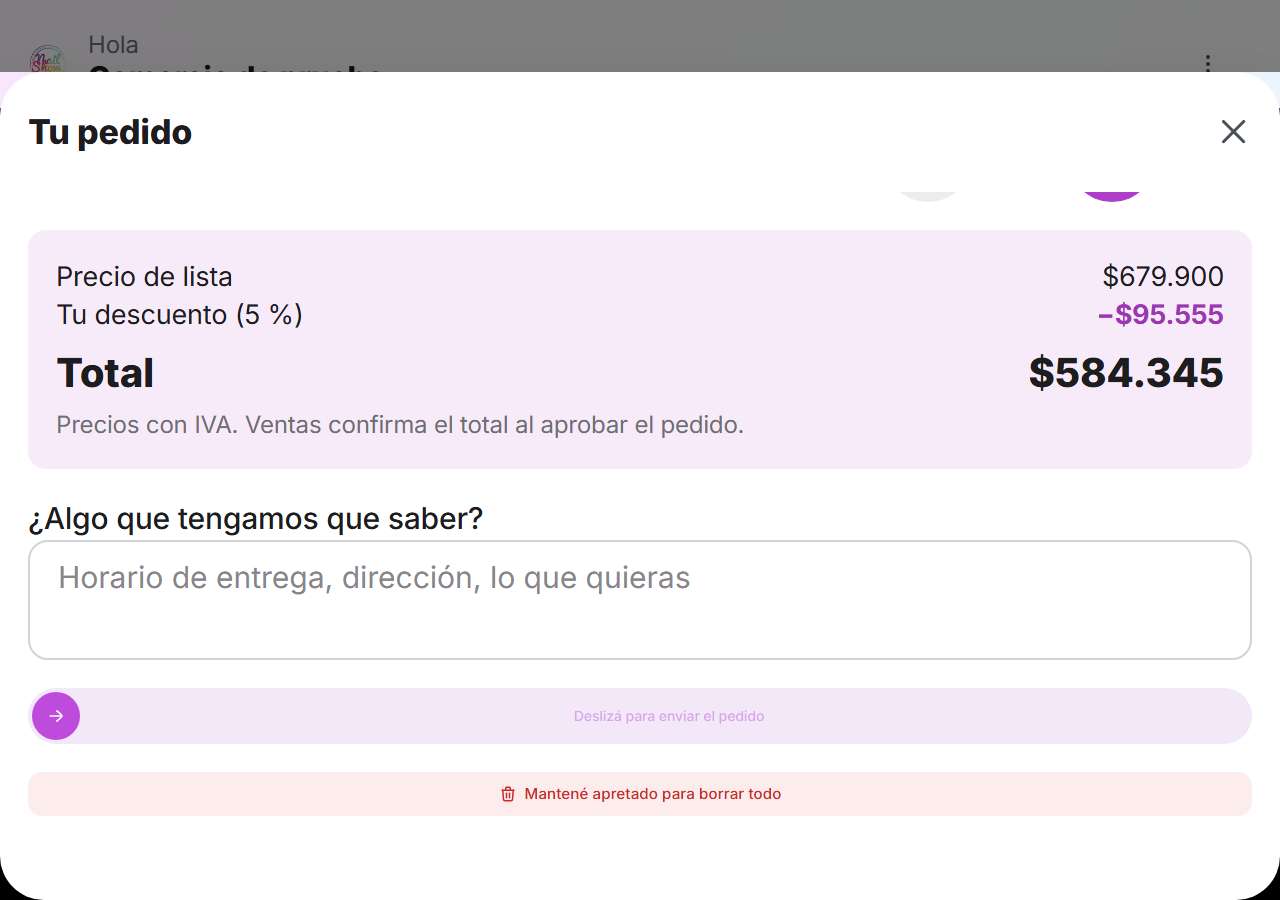 Hola
Tu pedido
Precio de lista
$679.900
Tu descuento (5 %)
−$95.555
Total
$584.345
Precios con IVA. Ventas confirma el total al aprobar el pedido.
¿Algo que tengamos que saber?
Horario de entrega, dirección, lo que quieras
Deslizá para enviar el pedido
Mantené apretado para borrar todo